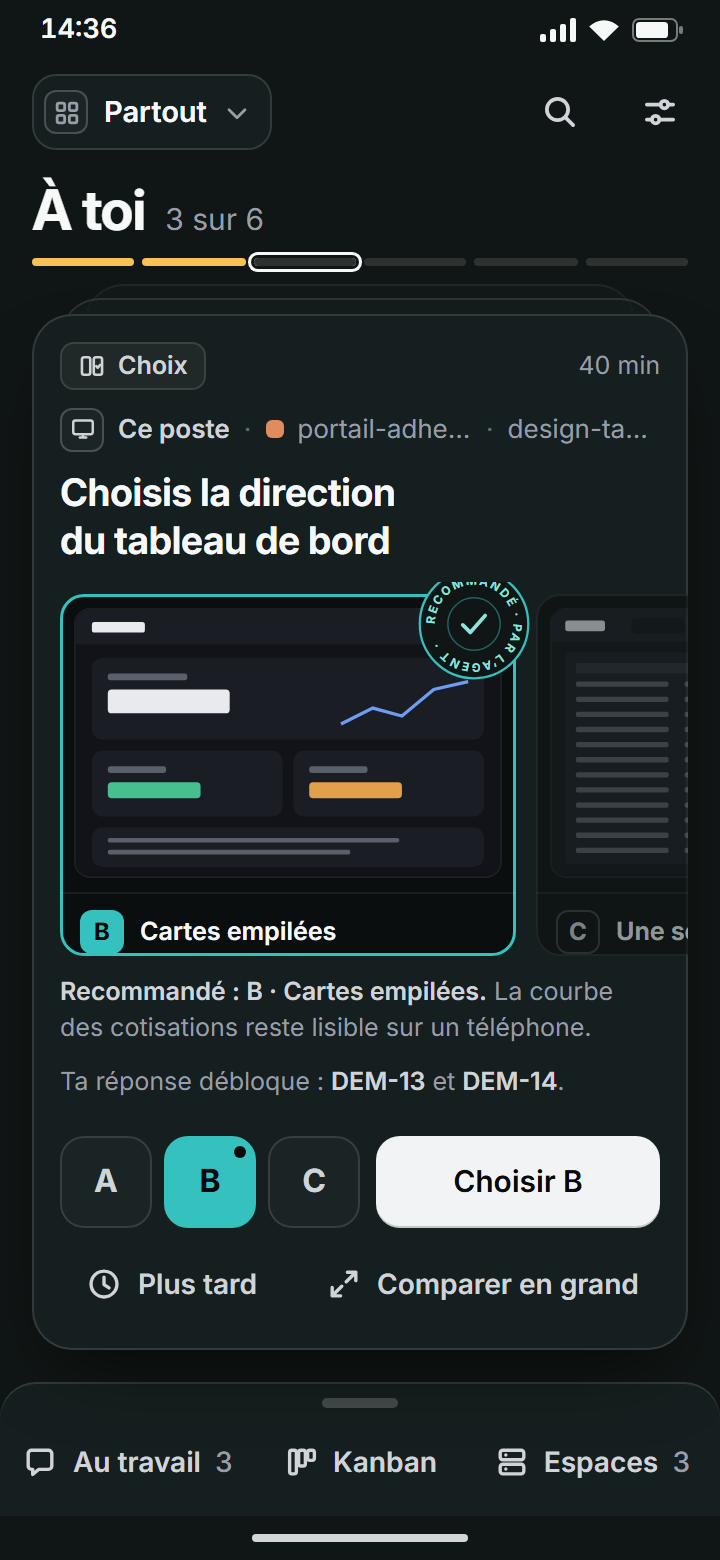 14:36
Partout
À toi 3 sur 6
Choix 40 min
Ce poste · portail-adhe... · design-ta...
Choisis la direction
du tableau de bord
RECOMMANDÉ · PAR L'AGENT ·
B Cartes empilées
C Une s
Recommandé : B · Cartes empilées. La courbe
des cotisations reste lisible sur un téléphone.
Ta réponse débloque : DEM-13 et DEM-14.
A B C Choisir B
Plus tard Comparer en grand
Au travail 3 Kanban Espaces 3